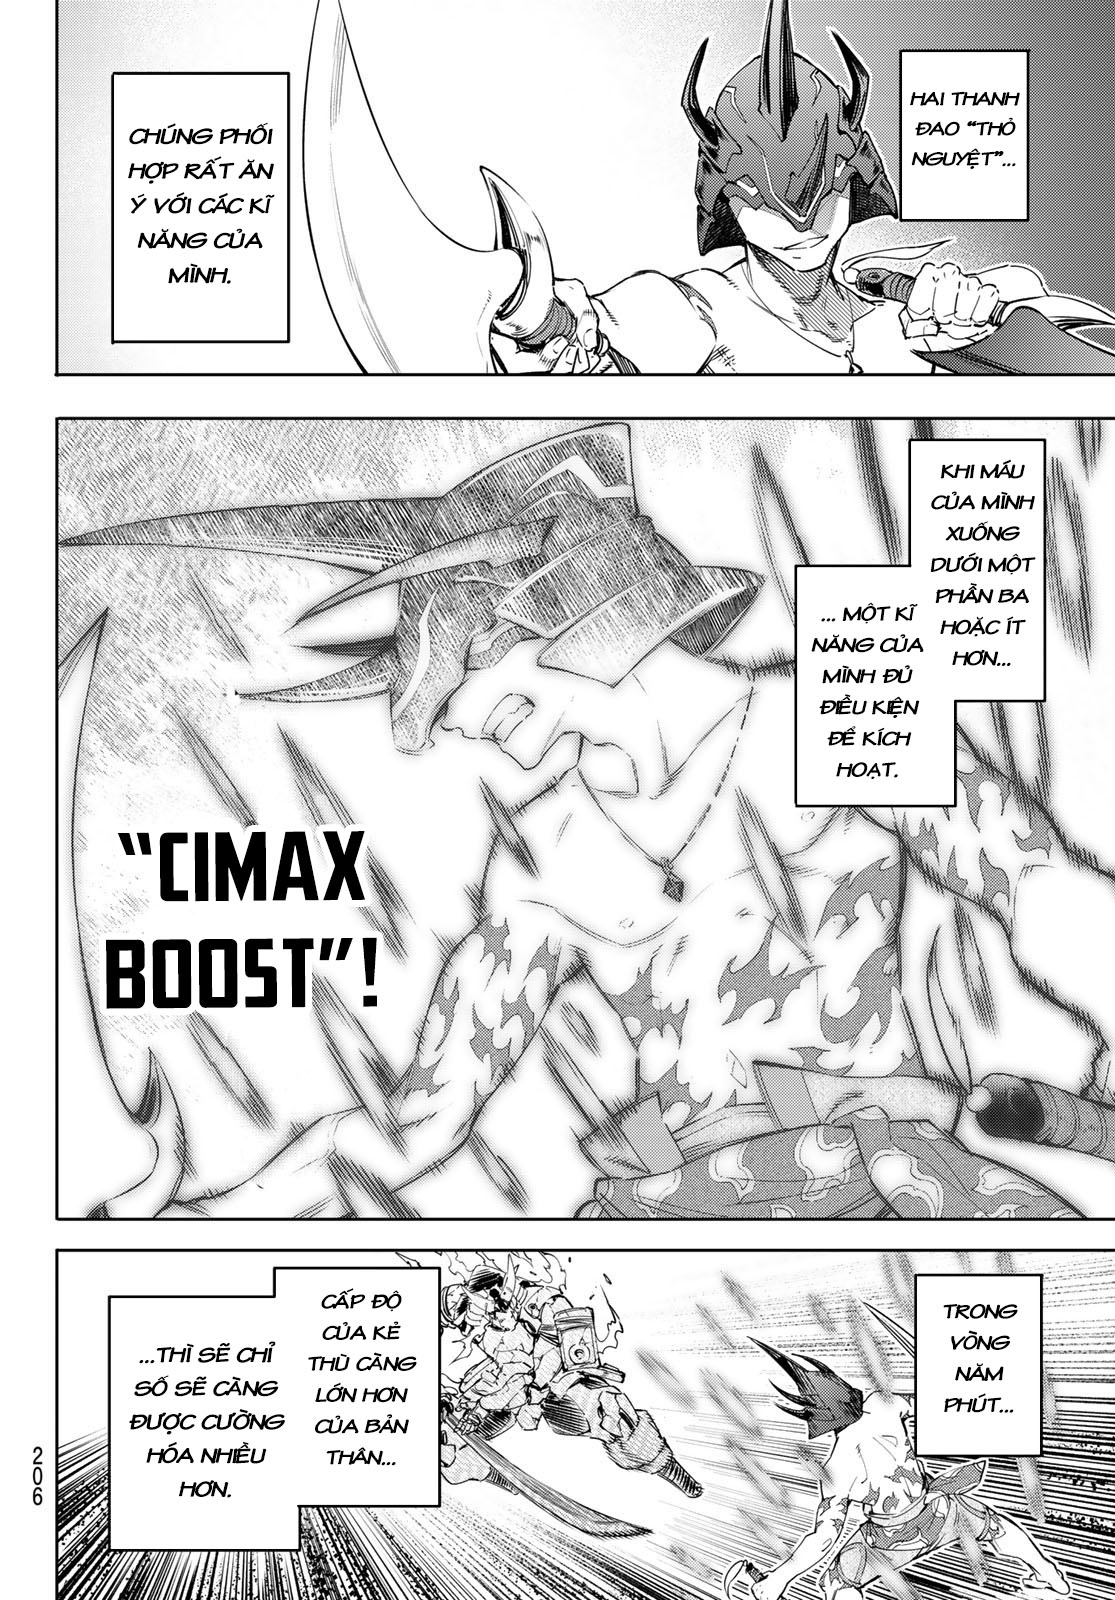 HAI THANH
ĐAO “THỎ
NGUYỆT”...
CHÚNG PHỐI
HỢP RẤT ĂN
Ý VỚI CÁC KĨ
NĂNG CỦA
MÌNH.
KHI MÁU
CỦA MÌNH
XUỐNG
DƯỚI MỘT
PHẦN BA
HOẶC ÍT
HƠN...
... MỘT KĨ
NĂNG CỦA
MÌNH ĐỦ
ĐIỀU KIỆN
ĐỂ KÍCH
HOẠT.
“CIMAX
BOOST”!
TRONG
VÒNG
NĂM
PHÚT...
CẤP ĐỘ
CỦA KẺ
THÙ CÀNG
LỚN HƠN
CỦA BẢN
THÂN...
...THÌ SẼ CHỈ
SỐ SẼ CÀNG
ĐƯỢC CƯỜNG
HÓA NHIỀU
HƠN.
206